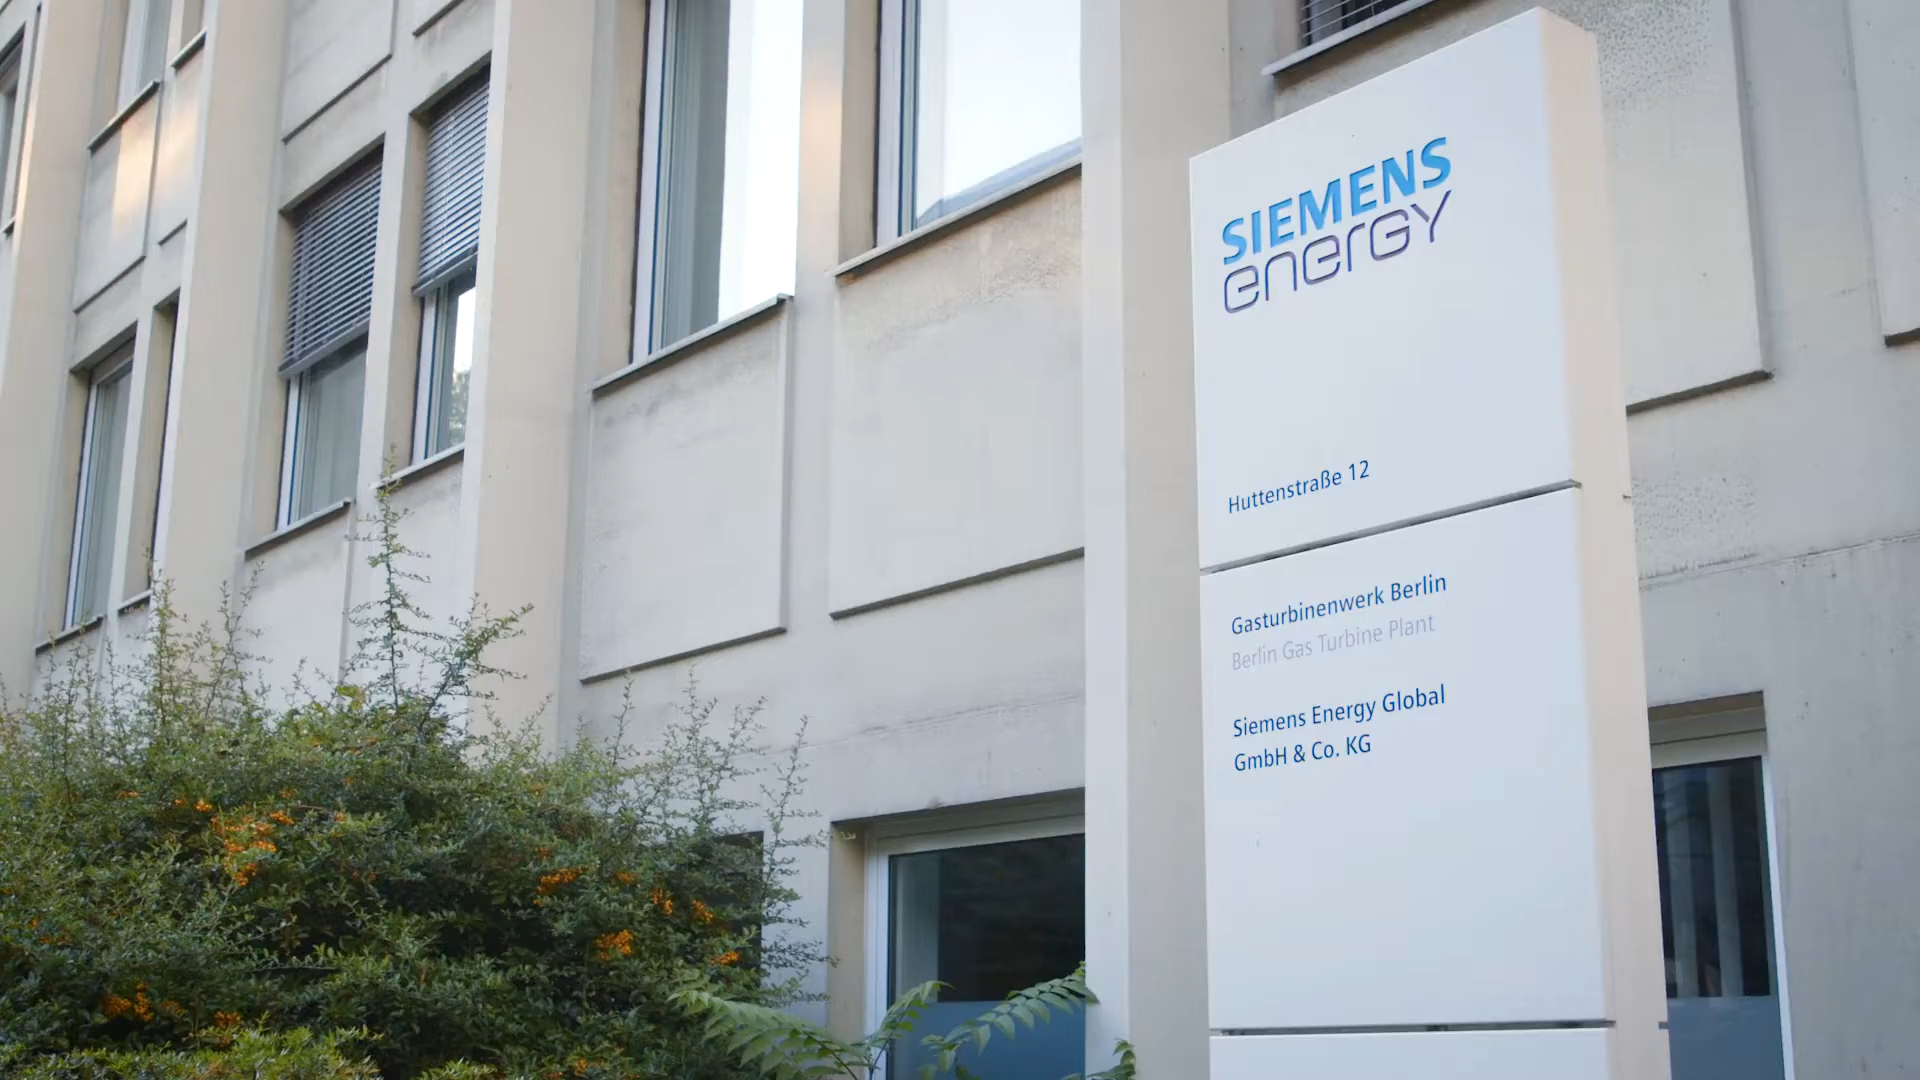 SIEMENS
energy
Huttenstraße 12
Gasturbinenwerk Berlin
Berlin Gas Turbine Plant
Siemens Energy Global
GmbH & Co. KG